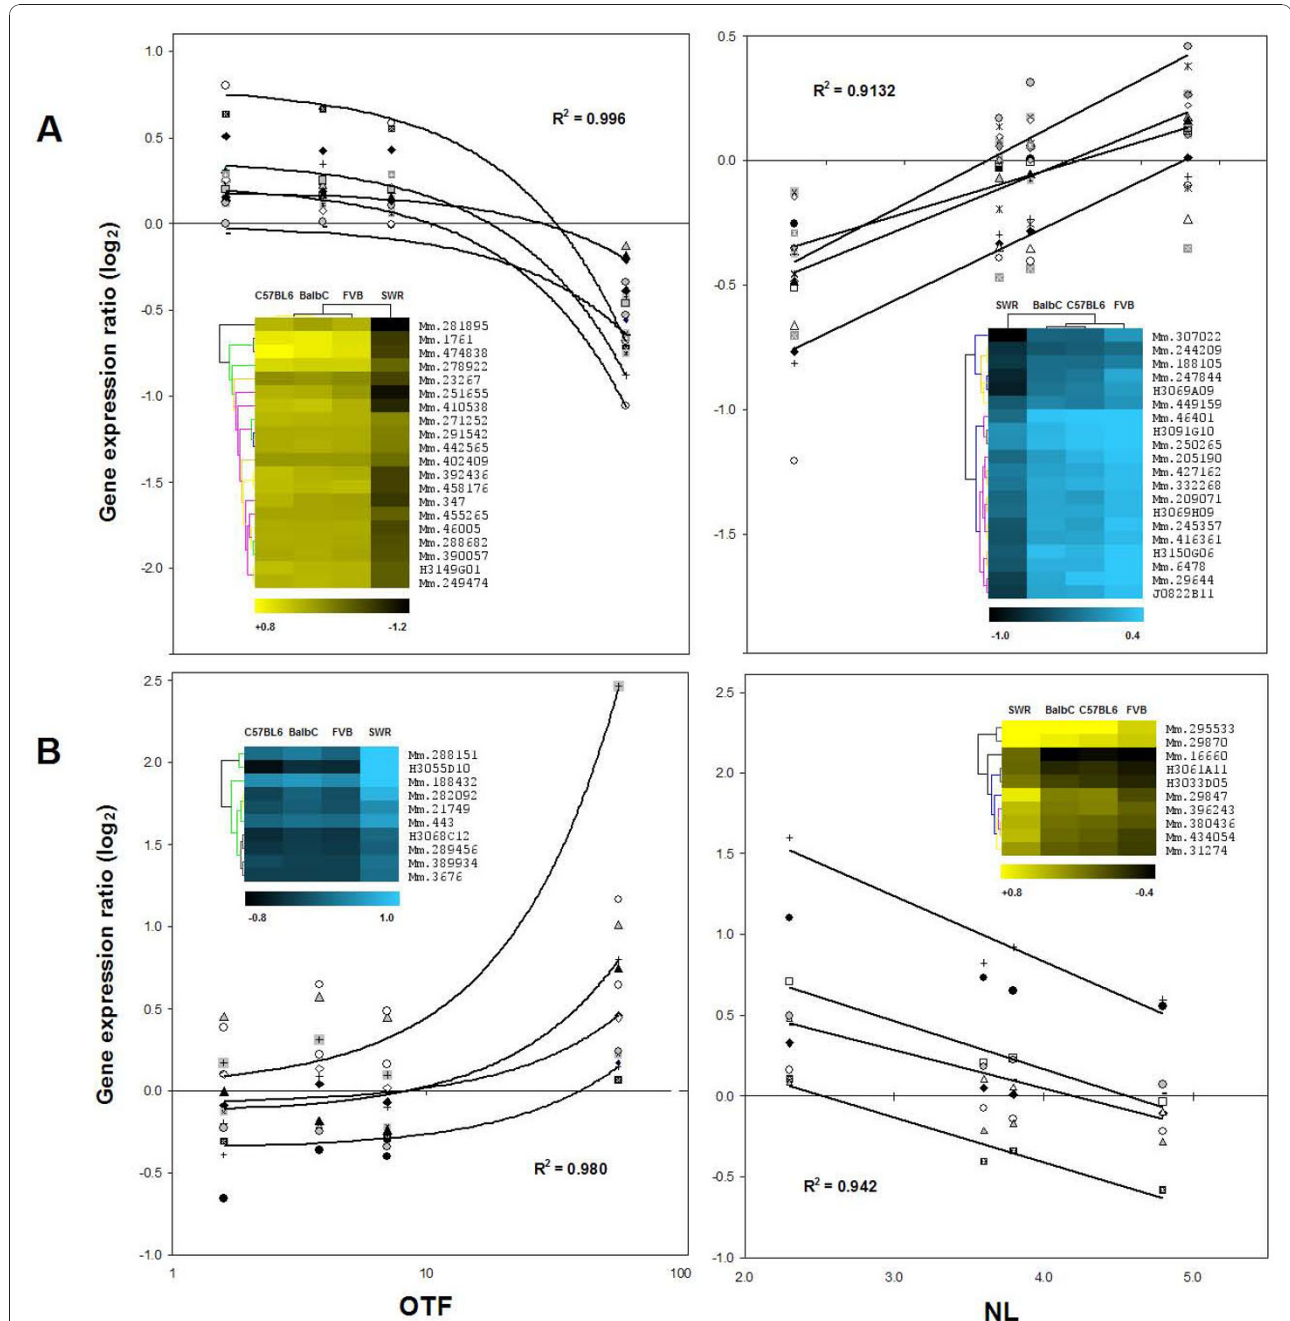 A
Gene expression ratio (log2)
1.0
0.5
0.0
-0.5
-1.0
-1.5
-2.0
R2 = 0.996
C57BL6 BalbC FVB SWR
Mm.281895
Mm.1761
Mm.474838
Mm.278922
Mm.23267
Mm.251655
Mm.410538
Mm.271252
Mm.291542
Mm.442565
Mm.402409
Mm.392436
Mm.458176
Mm.347
Mm.455265
Mm.46005
Mm.288682
Mm.390057
H3149G01
Mm.249474
+0.8 -1.2
0.5
0.0
-0.5
-1.0
-1.5
R2 = 0.9132
SWR BalbC C57BL6 FVB
Mm.307022
Mm.244209
Mm.188105
Mm.247844
H3069A09
Mm.449159
Mm.46401
H3091G10
Mm.250265
Mm.205190
Mm.427162
Mm.332268
Mm.209071
H3069H09
Mm.245357
Mm.416361
H3150G06
Mm.6478
Mm.29644
J0822B11
-1.0 0.4
B
Gene expression ratio (log2)
2.5
2.0
1.5
1.0
0.5
0.0
-0.5
-1.0
C57BL6 BalbC FVB SWR
Mm.288151
H3055D10
Mm.188432
Mm.282092
Mm.21749
Mm.443
H3068C12
Mm.289456
Mm.389934
Mm.3676
-0.8 1.0
R2 = 0.980
1 10 100
OTF
2.5
2.0
1.5
1.0
0.5
0.0
-0.5
-1.0
SWR BalbC C57BL6 FVB
Mm.295533
Mm.29870
Mm.16660
H3061A11
H3033D05
Mm.29847
Mm.396243
Mm.380436
Mm.434054
Mm.31274
+0.8 -0.4
R2 = 0.942
2.0 3.0 4.0 5.0
NL